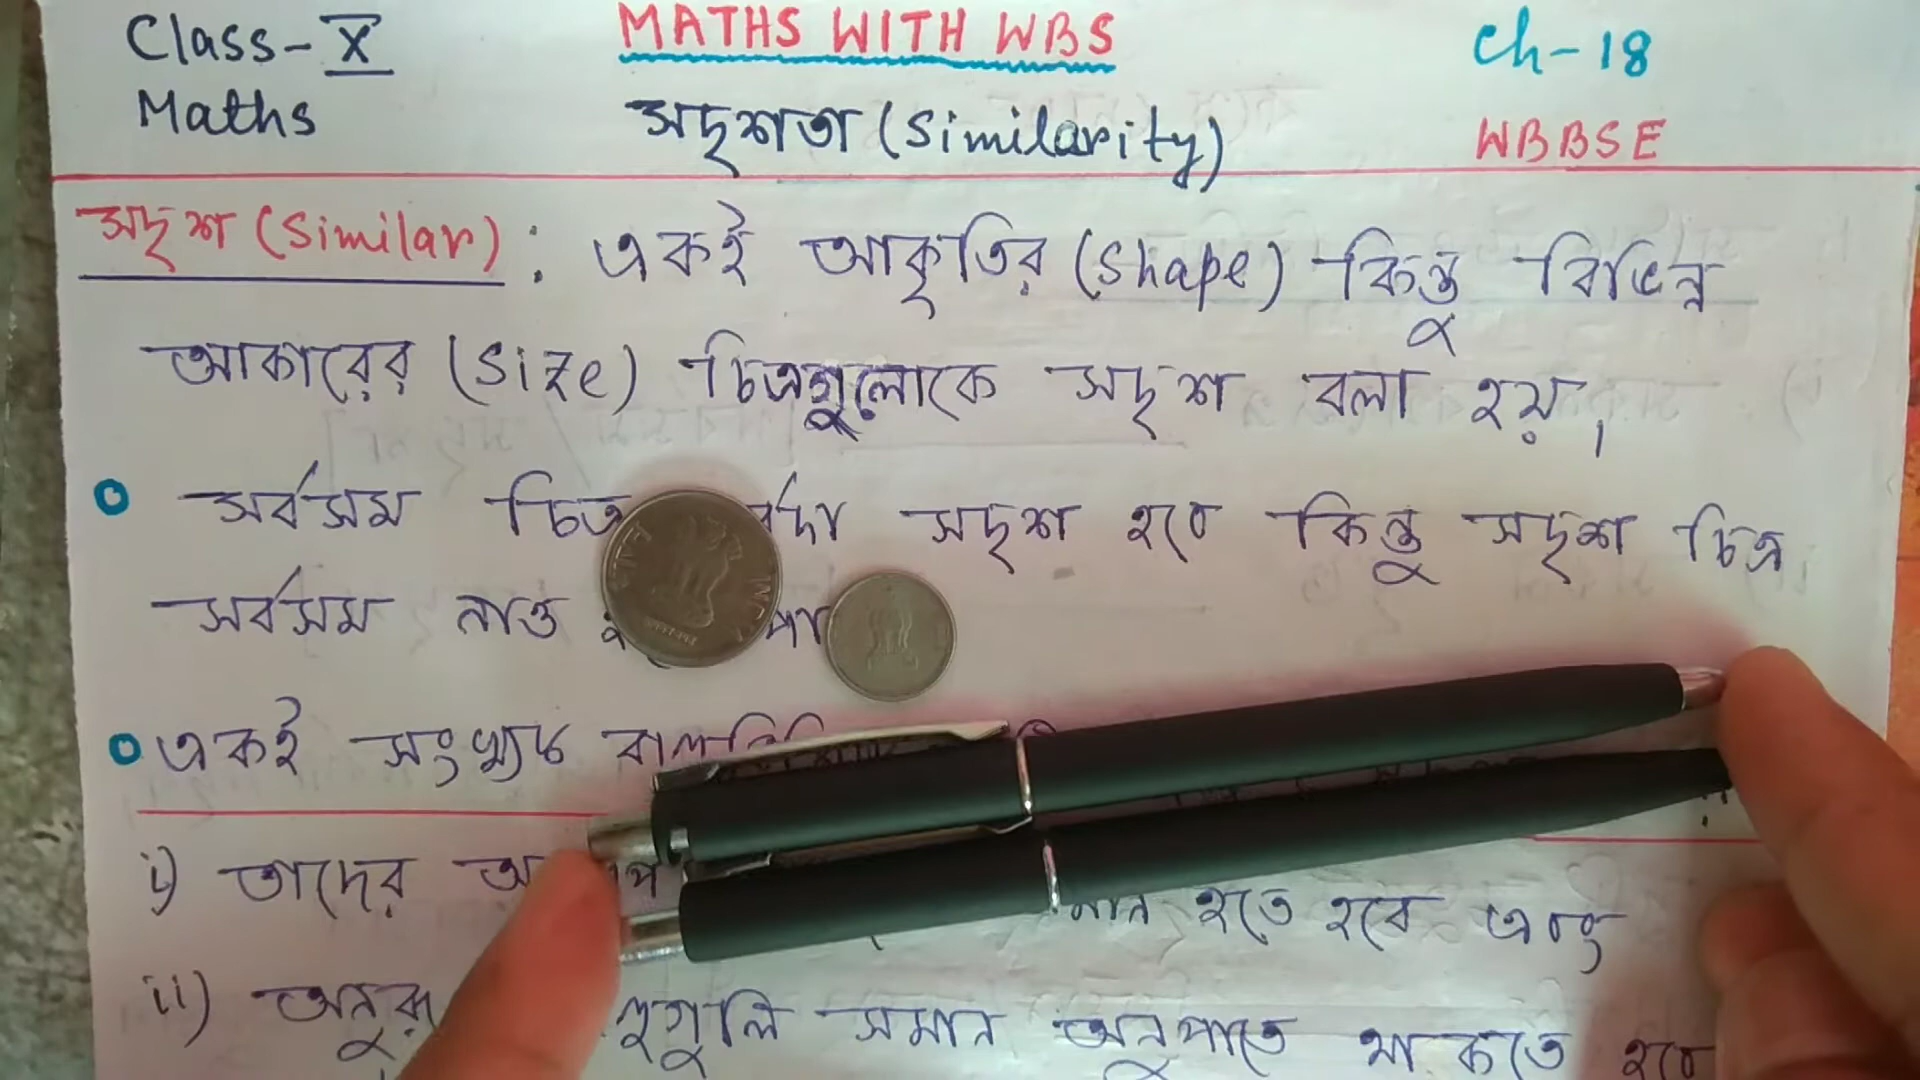 Class-X
MATHS WITH WBS
Ch-18
Maths
সদৃশতা (Similarity)
WBBSE
সদৃশ (Similar) : একই আকৃতির (Shape) কিন্তু বিভিন্ন
আকারের (Size) চিত্রগুলোকে সদৃশ বলা হয়।
সর্বসম সদৃশ হবে কিন্তু সদৃশ চিত্র
সর্বসম নাও
একই সংখ্যক
i) তাদের হতে হবে এবং
ii) সমান অনুপাতে থাকতে হবে